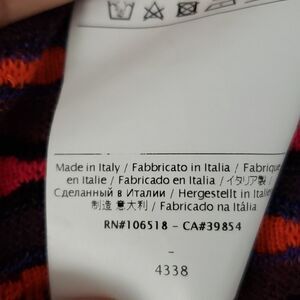 Made in Italy / Fabbricato in Italia / Fabriqué
en Italie / Fabricado en Italia / イタリア製 /
Сделанный в Италии / Hergestellt in Italien
制造 意大利 / Fabricado na Itália
RN#106518 - CA#39854
-
4338